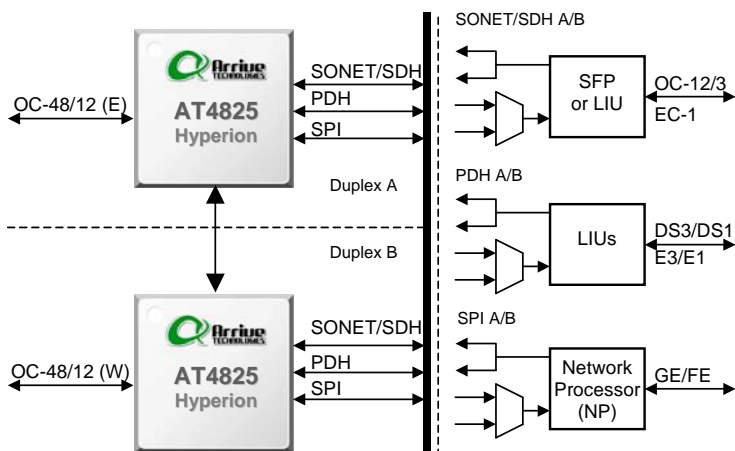 SONET/SDH A/B
Arrive
TECHNOLOGIES
AT4825
Hyperion
OC-48/12 (E)
SONET/SDH
PDH
SPI
Duplex A
SFP
or LIU
OC-12/3
EC-1
PDH A/B
LIUs
DS3/DS1
E3/E1
Duplex B
Arrive
TECHNOLOGIES
AT4825
Hyperion
OC-48/12 (W)
SONET/SDH
PDH
SPI
SPI A/B
Network
Processor
(NP)
GE/FE